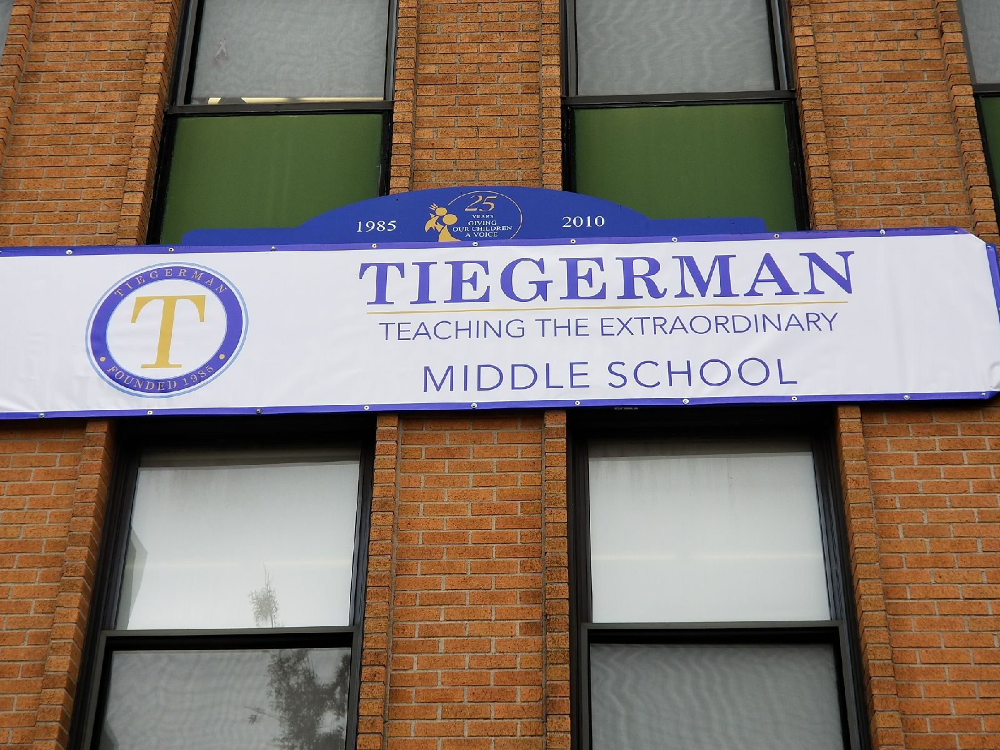 1985
25
YEARS
GIVING
OUR CHILDREN
A VOICE
2010
TIEGERMAN
T
FOUNDED 1985
TIEGERMAN
TEACHING THE EXTRAORDINARY
MIDDLE SCHOOL